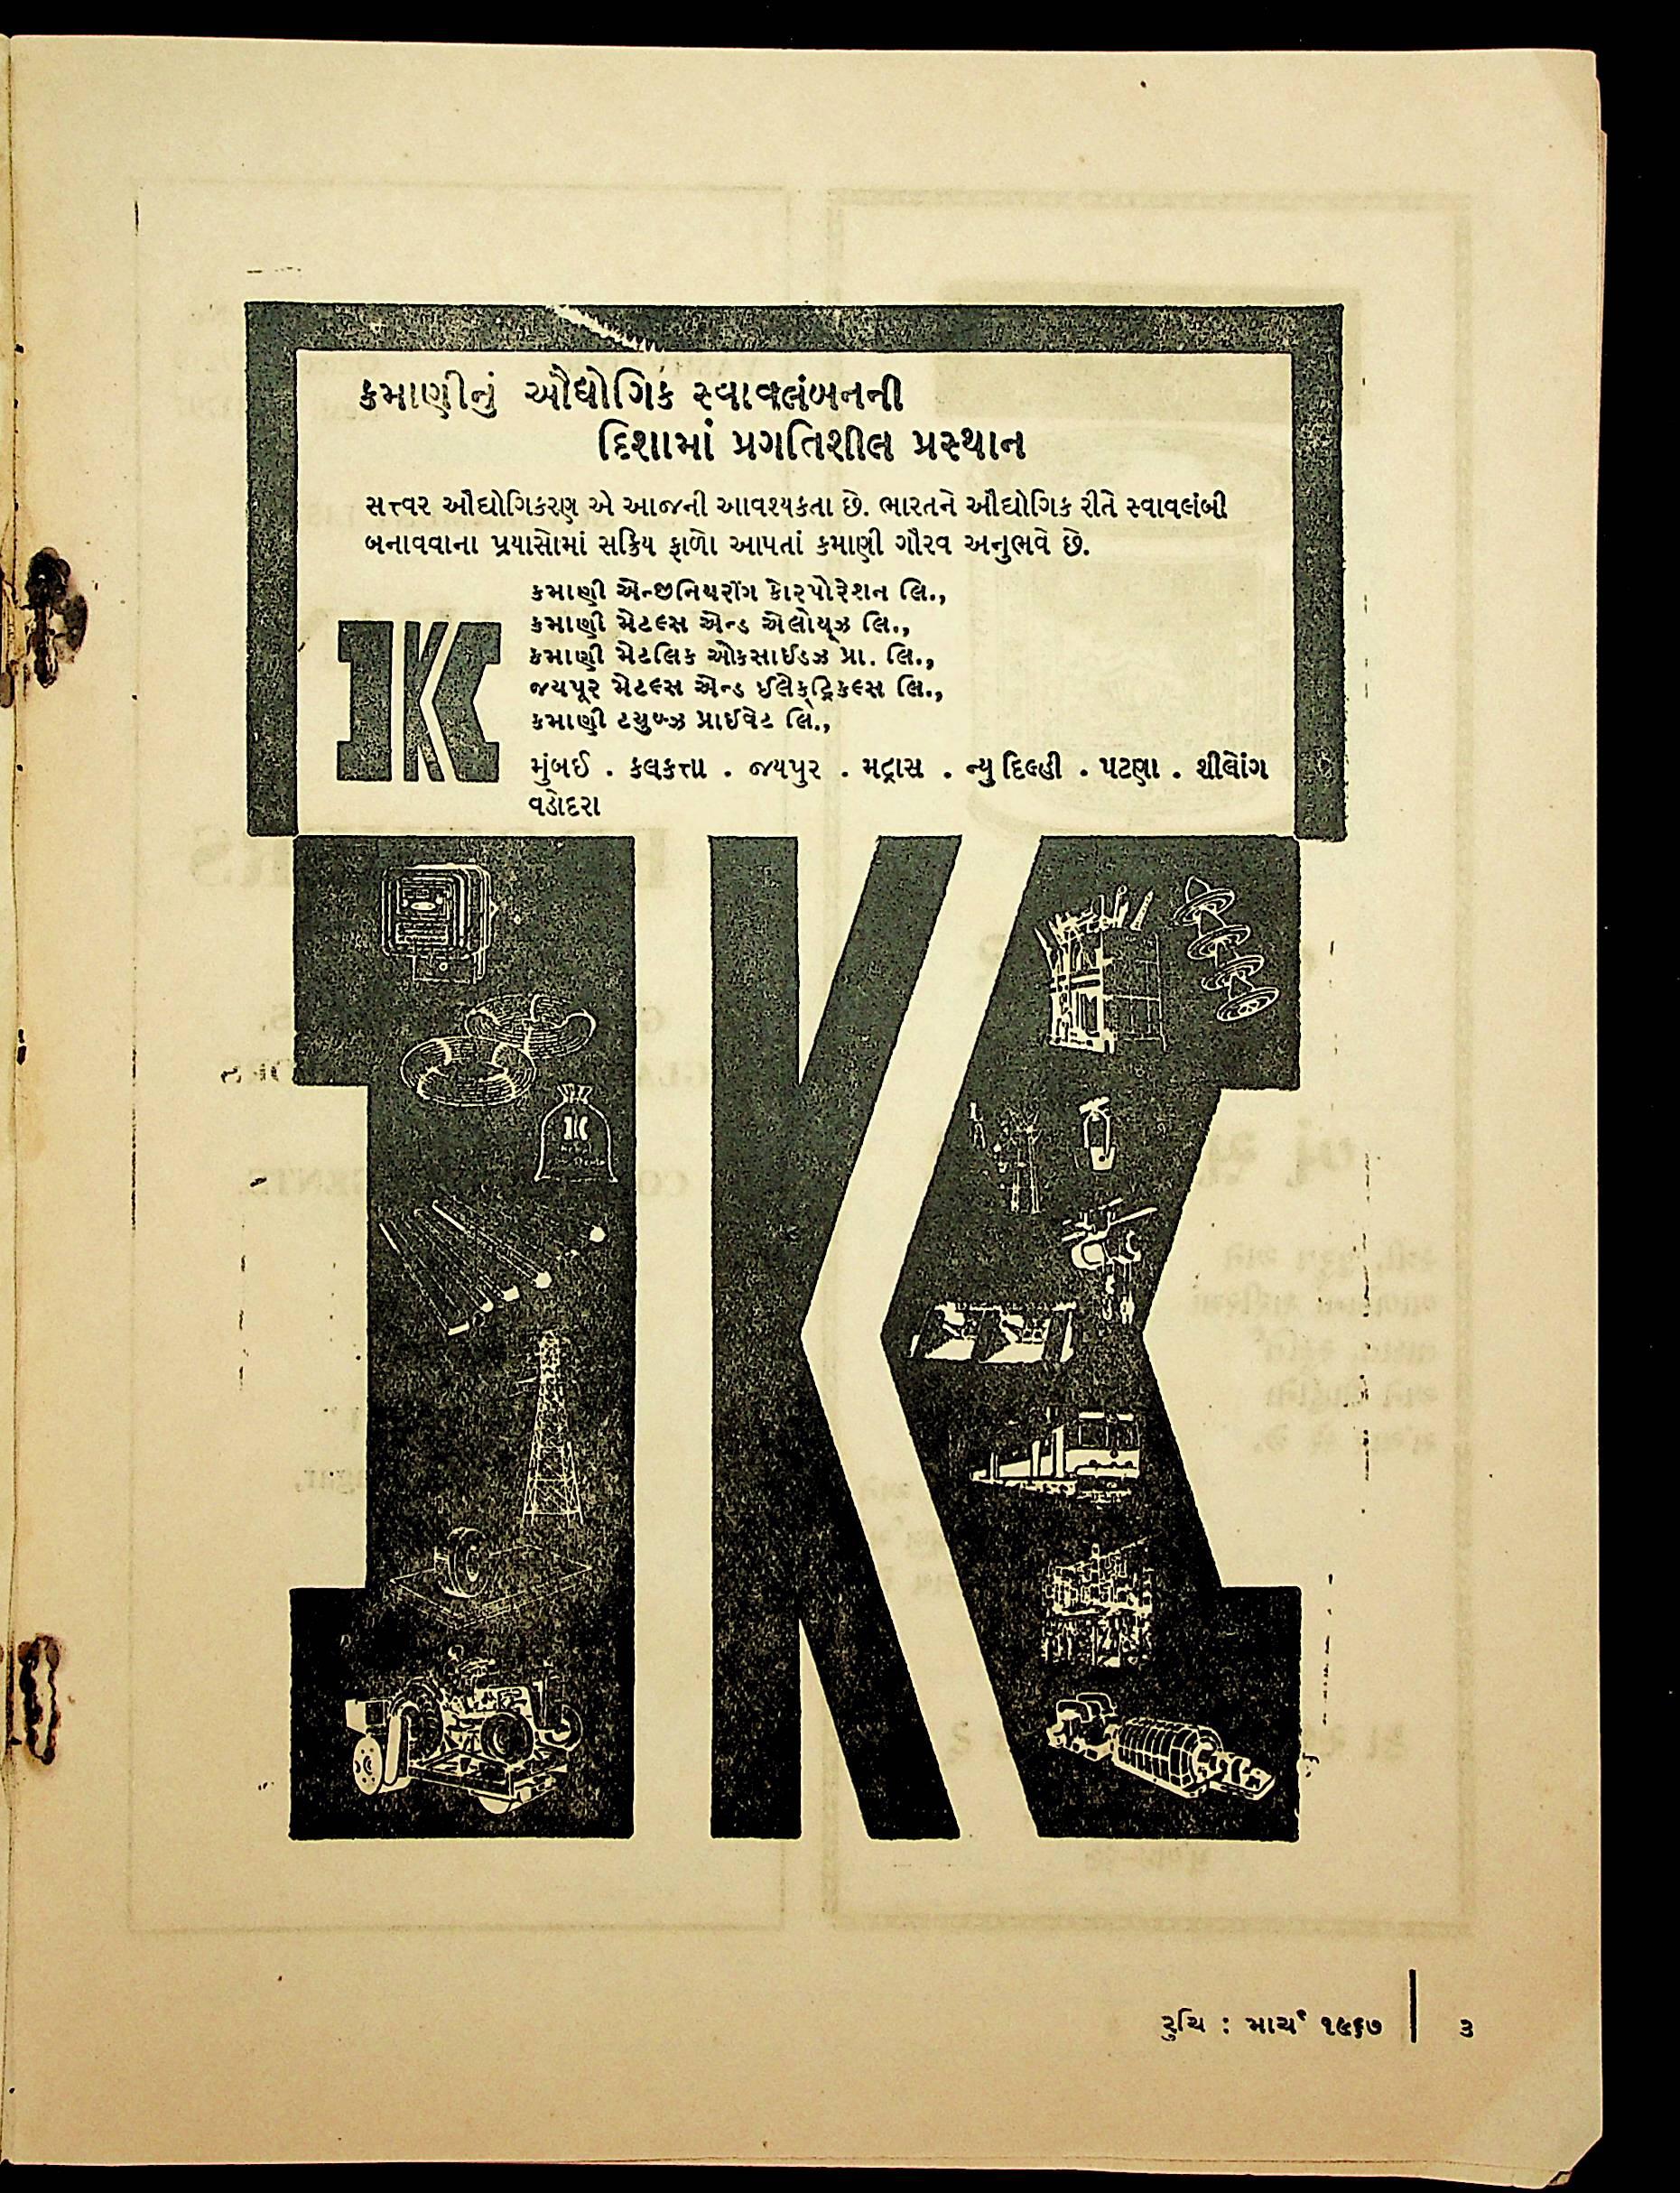 કમાણીનું ઔદ્યોગિક સ્વાવલંબનની
દિશામાં પ્રગતિશીલ પ્રસ્થાન
સત્ત્વર ઔદ્યોગિકરણ એ આજની આવશ્યકતા છે. ભારતને ઔદ્યોગિક રીતે સ્વાવલંબી
બનાવવાના પ્રયાસોમાં સક્રિય ફાળો આપતાં કમાણી ગૌરવ અનુભવે છે.
કમાણી એન્જીનિયરીંગ કોરપોરેશન લિ.,
કમાણી મેટલ્સ એન્ડ એલોયૂઝ લિ.,
કમાણી મેટલિક ઓકસાઈડઝ પ્રા. લિ.,
જયપૂર મેટલ્સ એન્ડ ઈલેક્ટ્રિકલ્સ લિ.,
કમાણી ટયુબ્ઝ પ્રાઈવેટ લિ.,
મુંબઈ . કલકત્તા . જયપુર . મદ્રાસ . ન્યુ દિલ્હી . પટણા . શીલોંગ
વડોદરા
રુચિ : માર્ચ ૧૯૬૭ | ૩